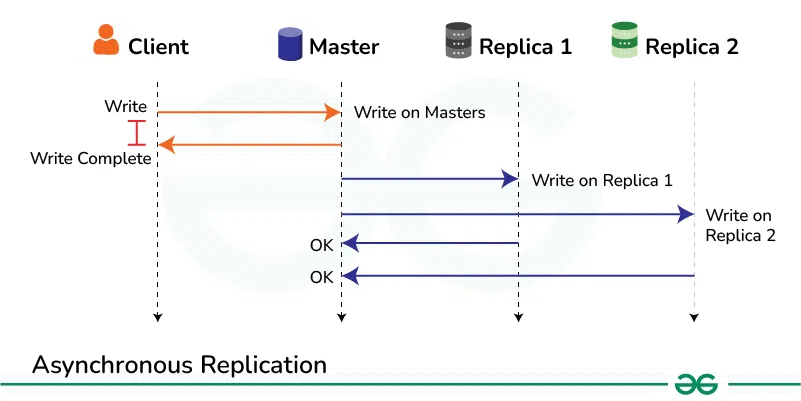 Client
Master
Replica 1
Replica 2
Write
Write on Masters
Write Complete
Write on Replica 1
Write on
Replica 2
OK
OK
Asynchronous Replication